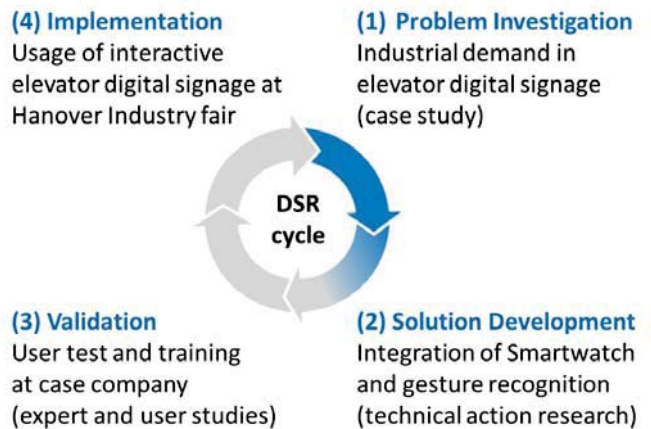 (4) Implementation
Usage of interactive
elevator digital signage at
Hanover Industry fair
(1) Problem Investigation
Industrial demand in
elevator digital signage
(case study)
DSR
cycle
(3) Validation
User test and training
at case company
(expert and user studies)
(2) Solution Development
Integration of Smartwatch
and gesture recognition
(technical action research)